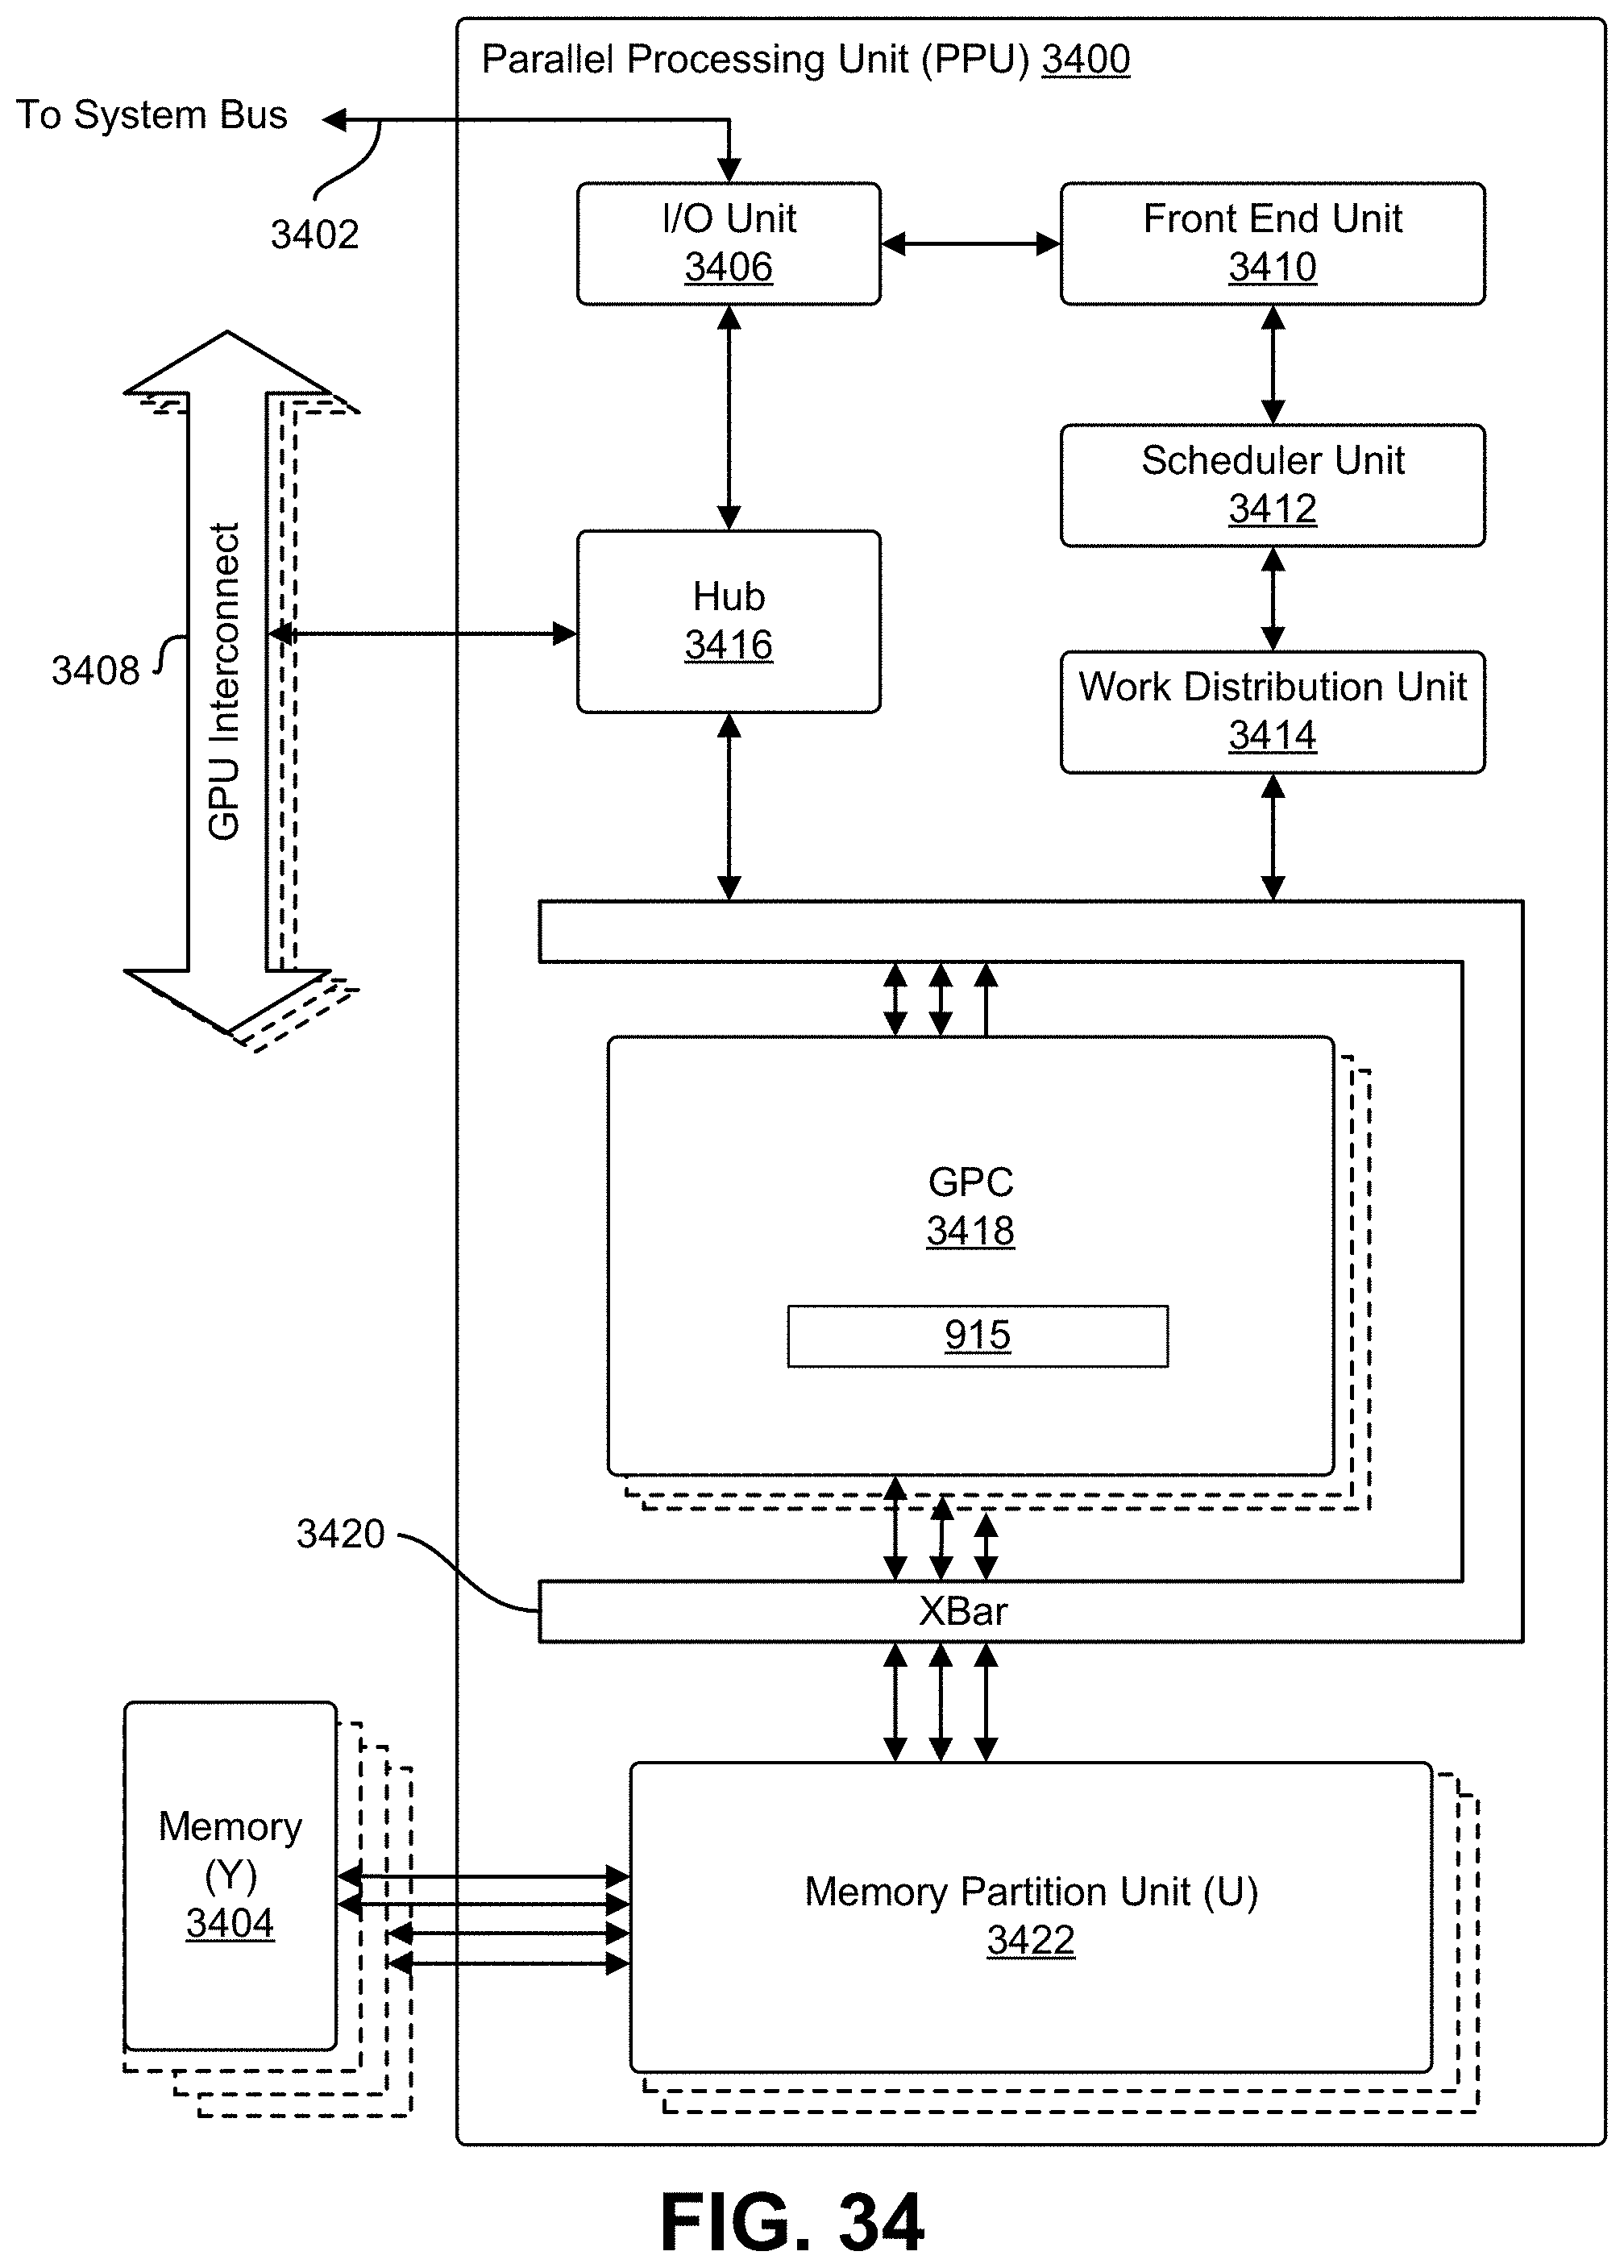 Parallel Processing Unit (PPU) 3400
To System Bus
3402
I/O Unit
3406
Front End Unit
3410
Scheduler Unit
3412
GPU Interconnect
3408
Hub
3416
Work Distribution Unit
3414
GPC
3418
915
3420
XBar
Memory
(Y)
3404
Memory Partition Unit (U)
3422
FIG. 34